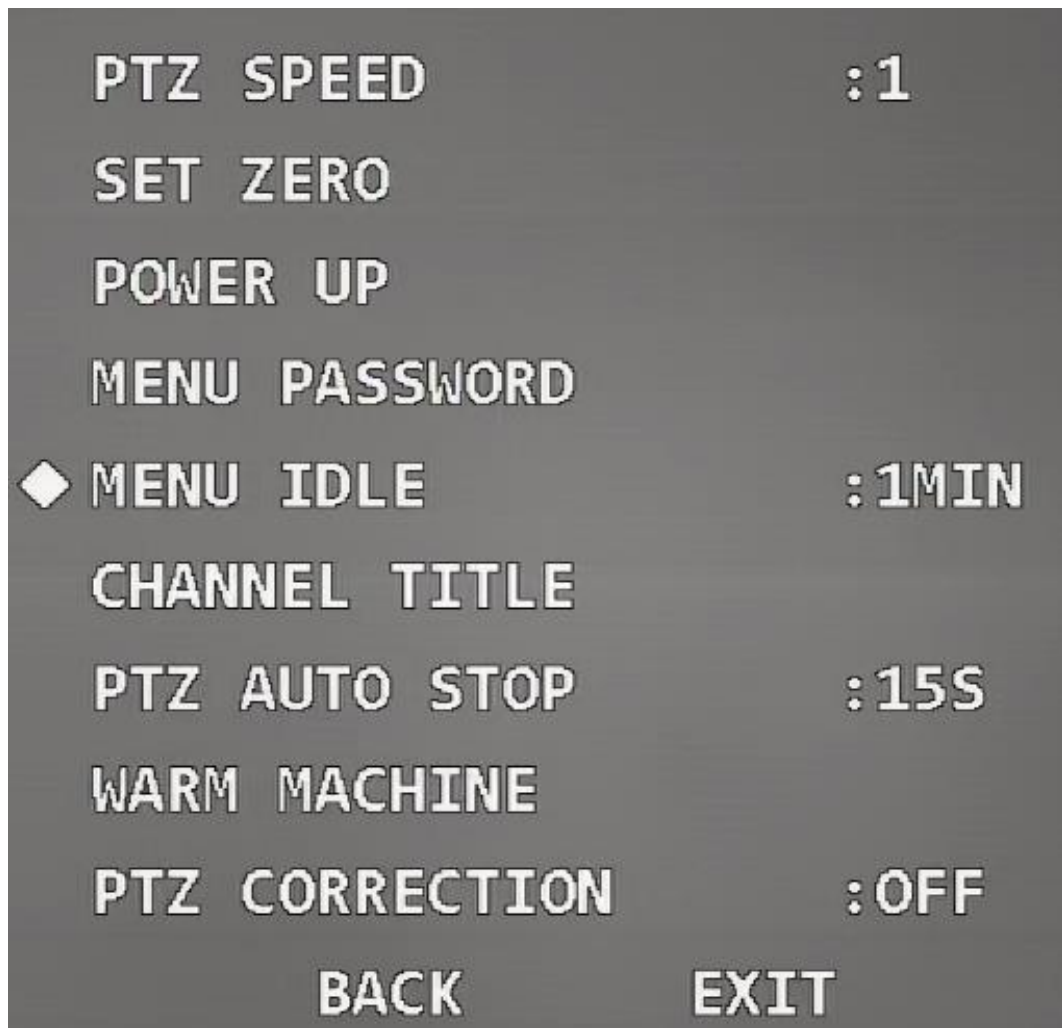 PTZ SPEED :1
SET ZERO
POWER UP
MENU PASSWORD
MENU IDLE :1MIN
CHANNEL TITLE
PTZ AUTO STOP :15S
WARM MACHINE
PTZ CORRECTION :OFF
BACK EXIT